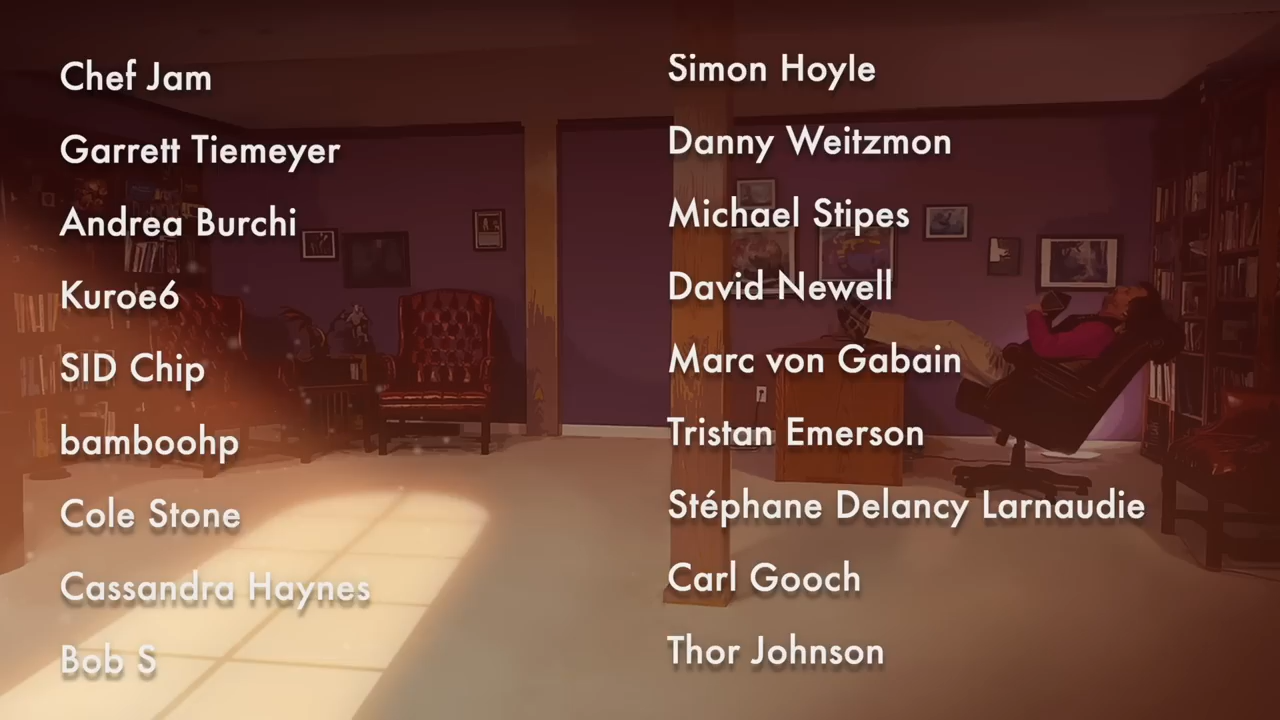 Chef Jam
Garrett Tiemeyer
Andrea Burchi
Kuroe6
SID Chip
bamboohp
Cole Stone
Cassandra Haynes
Bob S
Simon Hoyle
Danny Weitzmon
Michael Stipes
David Newell
Marc von Gabain
Tristan Emerson
Stéphane Delancy Larnaudie
Carl Gooch
Thor Johnson